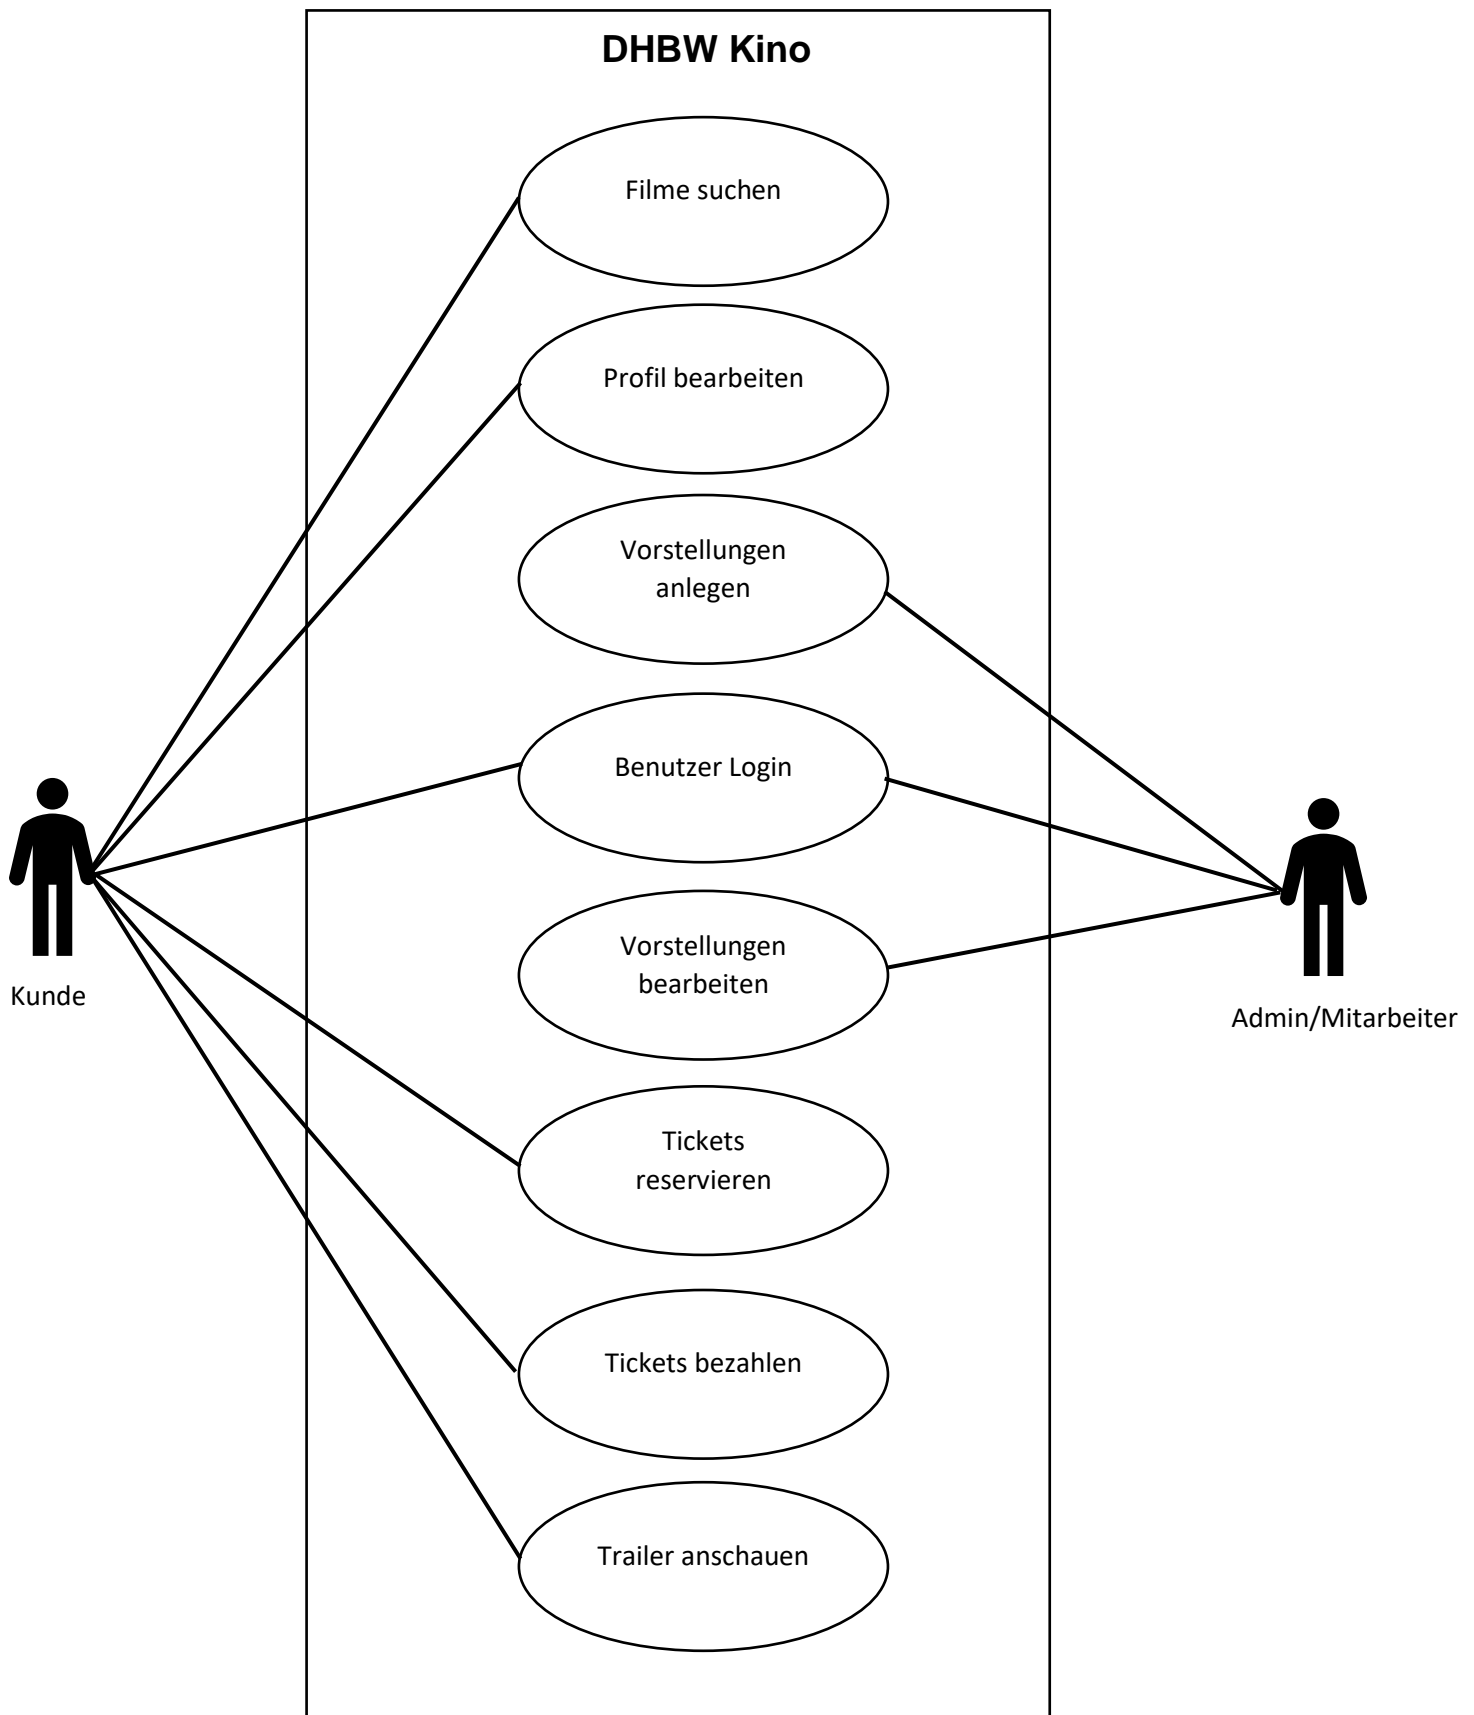 DHBW Kino
Filme suchen
Profil bearbeiten
Vorstellungen
anlegen
Benutzer Login
Vorstellungen
bearbeiten
Kunde
Admin/Mitarbeiter
Tickets
reservieren
Tickets bezahlen
Trailer anschauen